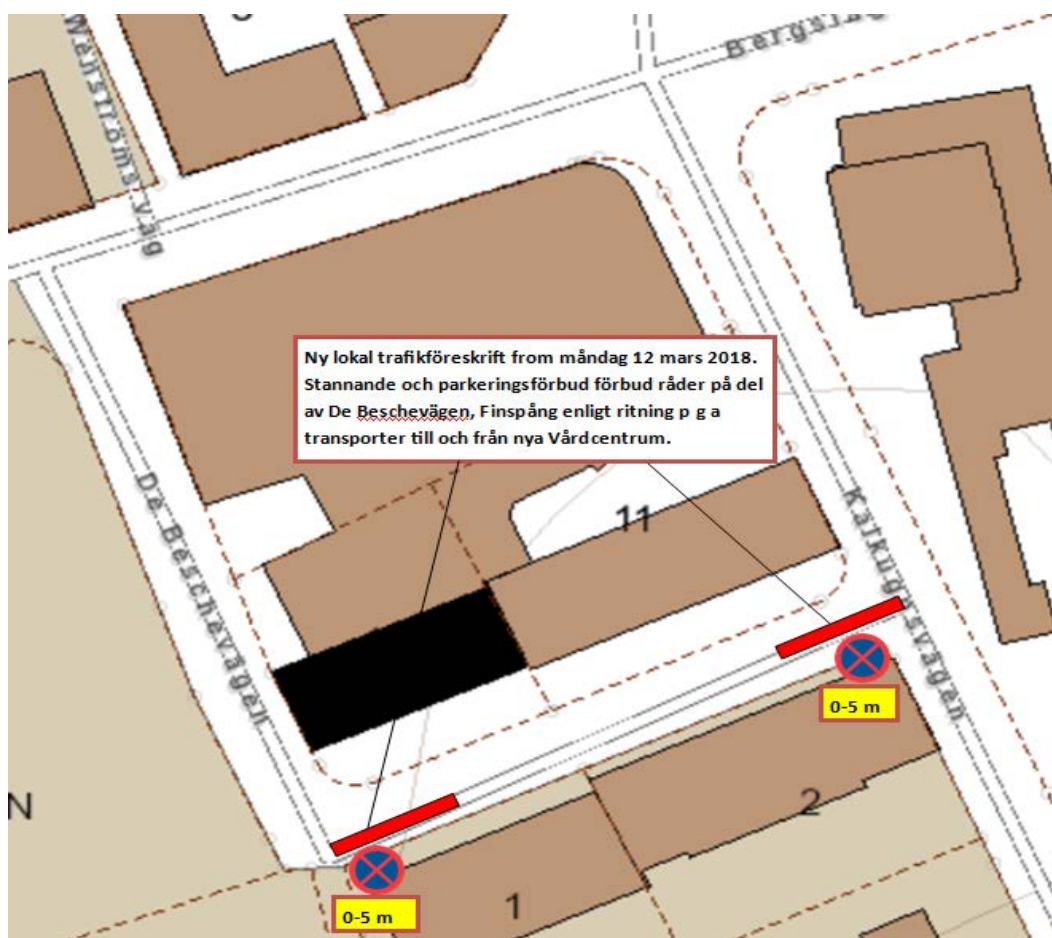 Wenströms väg
Ny lokal trafikföreskrift from måndag 12 mars 2018.
Stannande och parkeringsförbud förbud råder på del
av De Beschevägen, Finspång enligt ritning p g a
transporter till och från nya Vårdcentrum.
De Beschevägen
11
Kalkugnsvägen
0-5 m
N
2
1
0-5 m